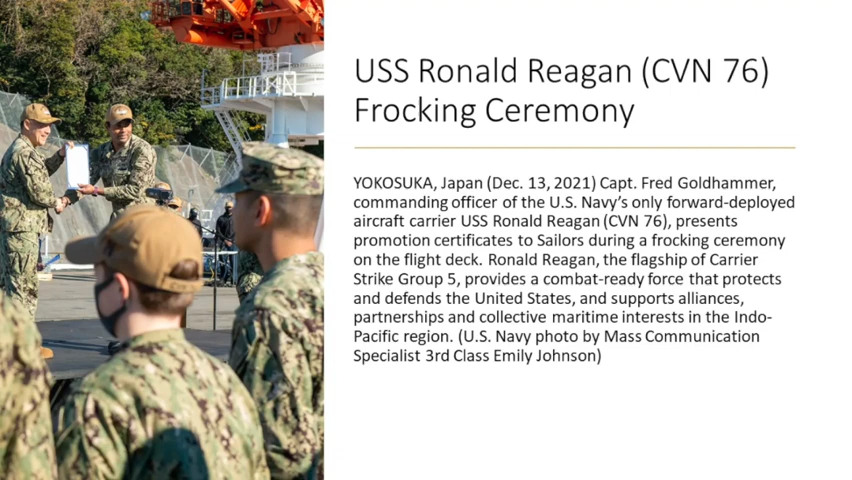 USS Ronald Reagan (CVN 76)
Frocking Ceremony
YOKOSUKA, Japan (Dec. 13, 2021) Capt. Fred Goldhammer,
commanding officer of the U.S. Navy’s only forward-deployed
aircraft carrier USS Ronald Reagan (CVN 76), presents
promotion certificates to Sailors during a frocking ceremony
on the flight deck. Ronald Reagan, the flagship of Carrier
Strike Group 5, provides a combat-ready force that protects
and defends the United States, and supports alliances,
partnerships and collective maritime interests in the Indo-
Pacific region. (U.S. Navy photo by Mass Communication
Specialist 3rd Class Emily Johnson)